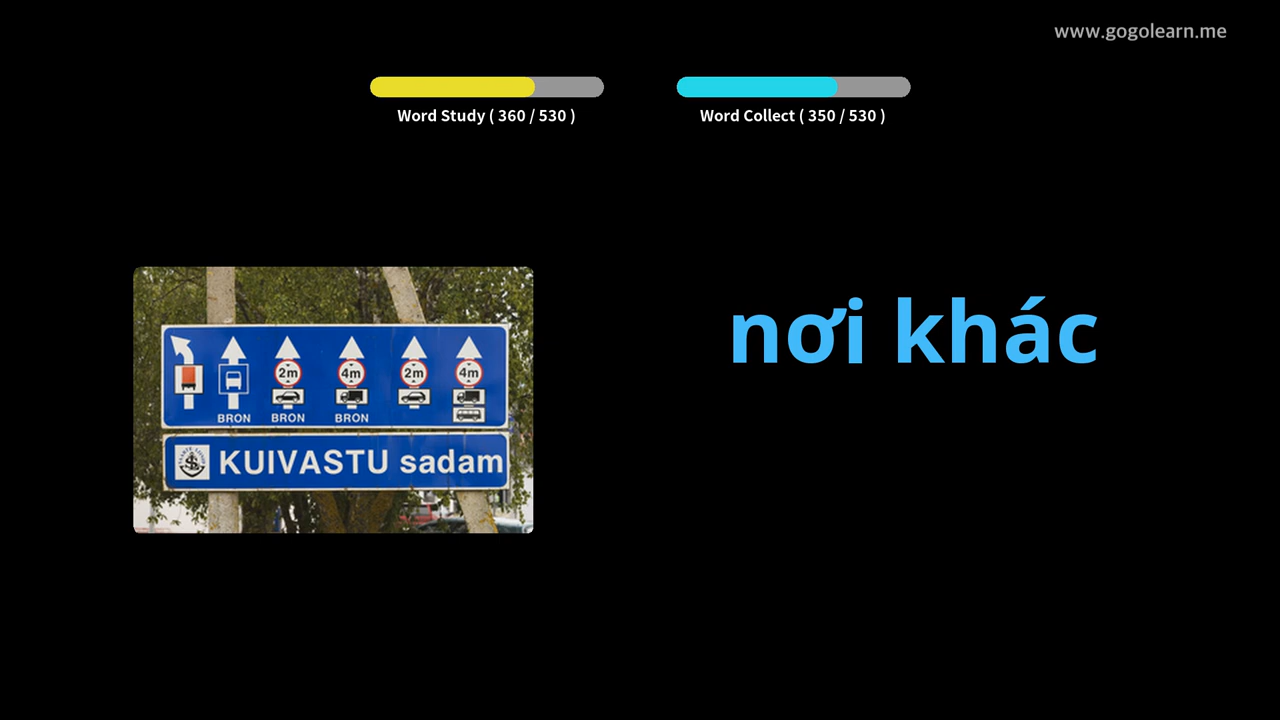 www.gogolearn.me
Word Study ( 360 / 530 )
Word Collect ( 350 / 530 )
nơi khác
2m 4m 2m 4m
BRON BRON BRON
KUIVASTU sadam